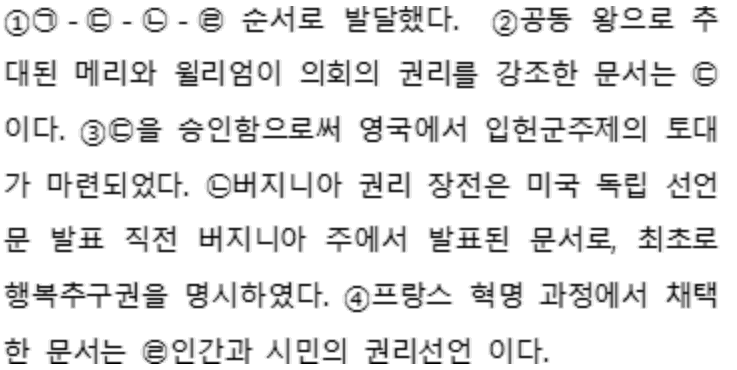 ①㉠ - ㉢ - ㉡ - ㉣ 순서로 발달했다. ②공동 왕으로 추
대된 메리와 윌리엄이 의회의 권리를 강조한 문서는 ㉢
이다. ③㉢을 승인함으로써 영국에서 입헌군주제의 토대
가 마련되었다. ㉡버지니아 권리 장전은 미국 독립 선언
문 발표 직전 버지니아 주에서 발표된 문서로, 최초로
행복추구권을 명시하였다. ④프랑스 혁명 과정에서 채택
한 문서는 ㉣인간과 시민의 권리선언 이다.